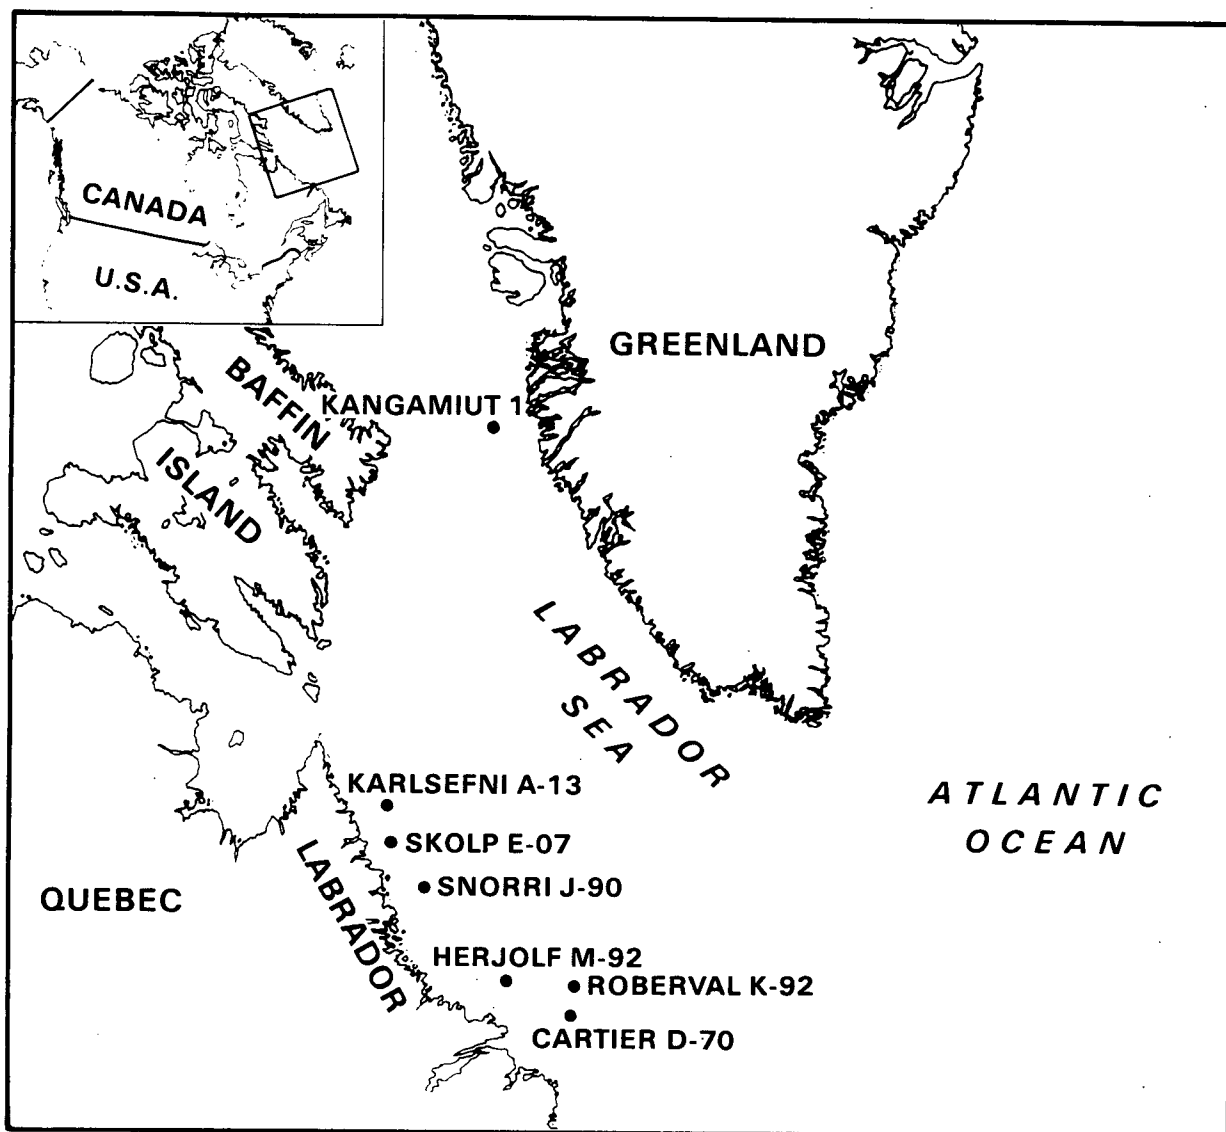 CANADA
U.S.A.
GREENLAND
BAFFIN
ISLAND
KANGAMIUT 1
LABRADOR
SEA
KARLSEFNI A-13
ATLANTIC
OCEAN
SKOLP E-07
LABRADOR
SNORRI J-90
QUEBEC
HERJOLF M-92
ROBERVAL K-92
CARTIER D-70